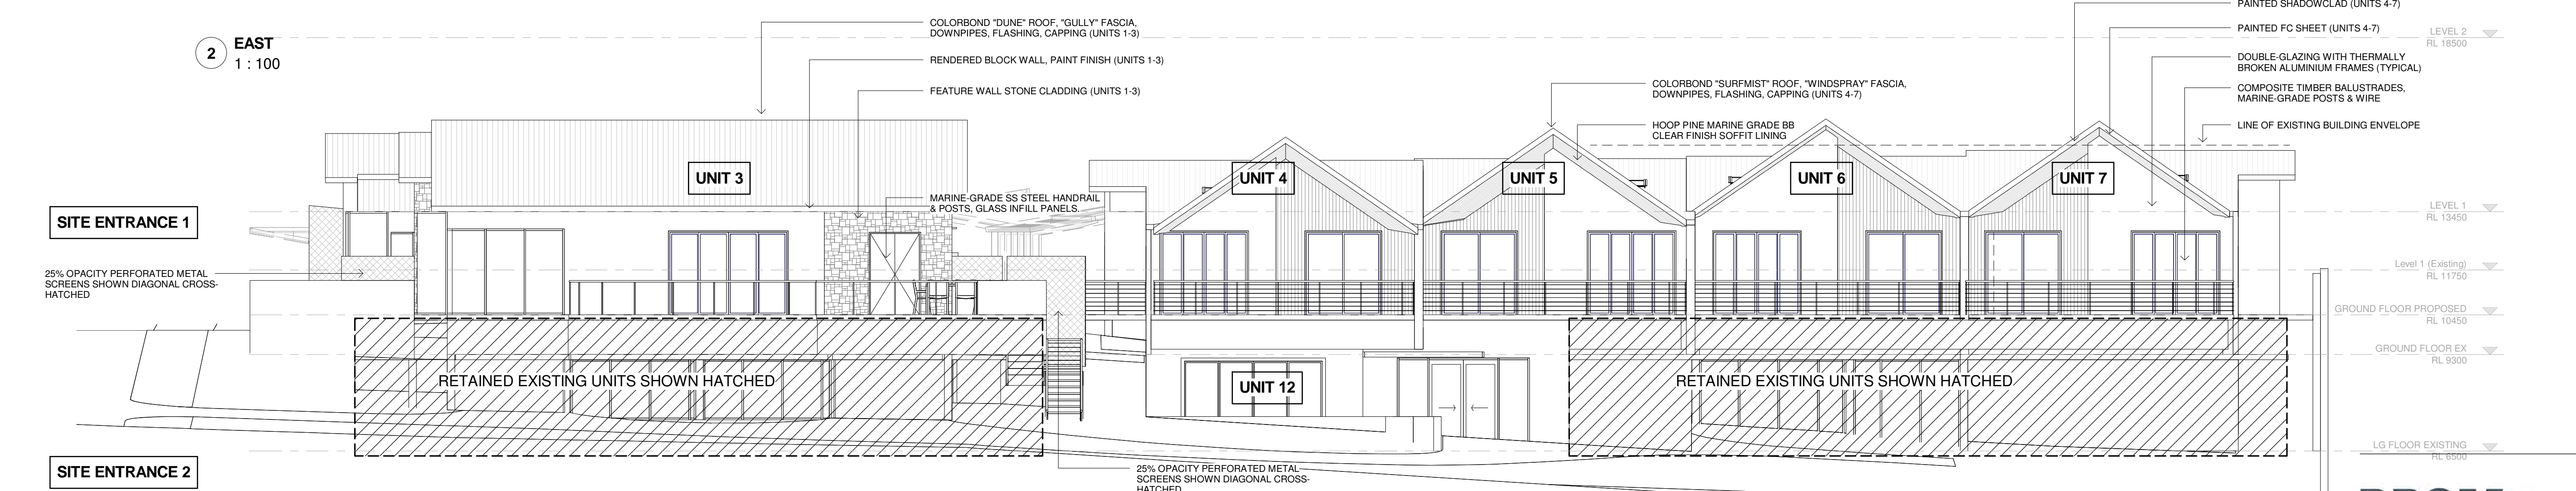 2
EAST
1 : 100
COLORBOND "DUNE" ROOF, "GULLY" FASCIA,
DOWNPIPES, FLASHING, CAPPING (UNITS 1-3)
RENDERED BLOCK WALL, PAINT FINISH (UNITS 1-3)
FEATURE WALL STONE CLADDING (UNITS 1-3)
COLORBOND "SURFMIST" ROOF, "WINDSPRAY" FASCIA,
DOWNPIPES, FLASHING, CAPPING (UNITS 4-7)
HOOP PINE MARINE GRADE BB
CLEAR FINISH SOFFIT LINING
PAINTED SHADOWCLAD (UNITS 4-7)
PAINTED FC SHEET (UNITS 4-7)
DOUBLE-GLAZING WITH THERMALLY
BROKEN ALUMINIUM FRAMES (TYPICAL)
COMPOSITE TIMBER BALUSTRADES,
MARINE-GRADE POSTS & WIRE
LINE OF EXISTING BUILDING ENVELOPE
LEVEL 2
RL 18500
UNIT 3
UNIT 4
UNIT 5
UNIT 6
UNIT 7
MARINE-GRADE SS STEEL HANDRAIL
& POSTS, GLASS INFILL PANELS.
SITE ENTRANCE 1
LEVEL 1
RL 13450
25% OPACITY PERFORATED METAL
SCREENS SHOWN DIAGONAL CROSS-
HATCHED
Level 1 (Existing)
RL 11750
GROUND FLOOR PROPOSED
RL 10450
GROUND FLOOR EX
RL 9300
RETAINED EXISTING UNITS SHOWN HATCHED
UNIT 12
RETAINED EXISTING UNITS SHOWN HATCHED
LG FLOOR EXISTING
RL 6500
SITE ENTRANCE 2
25% OPACITY PERFORATED METAL
SCREENS SHOWN DIAGONAL CROSS-
HATCHED